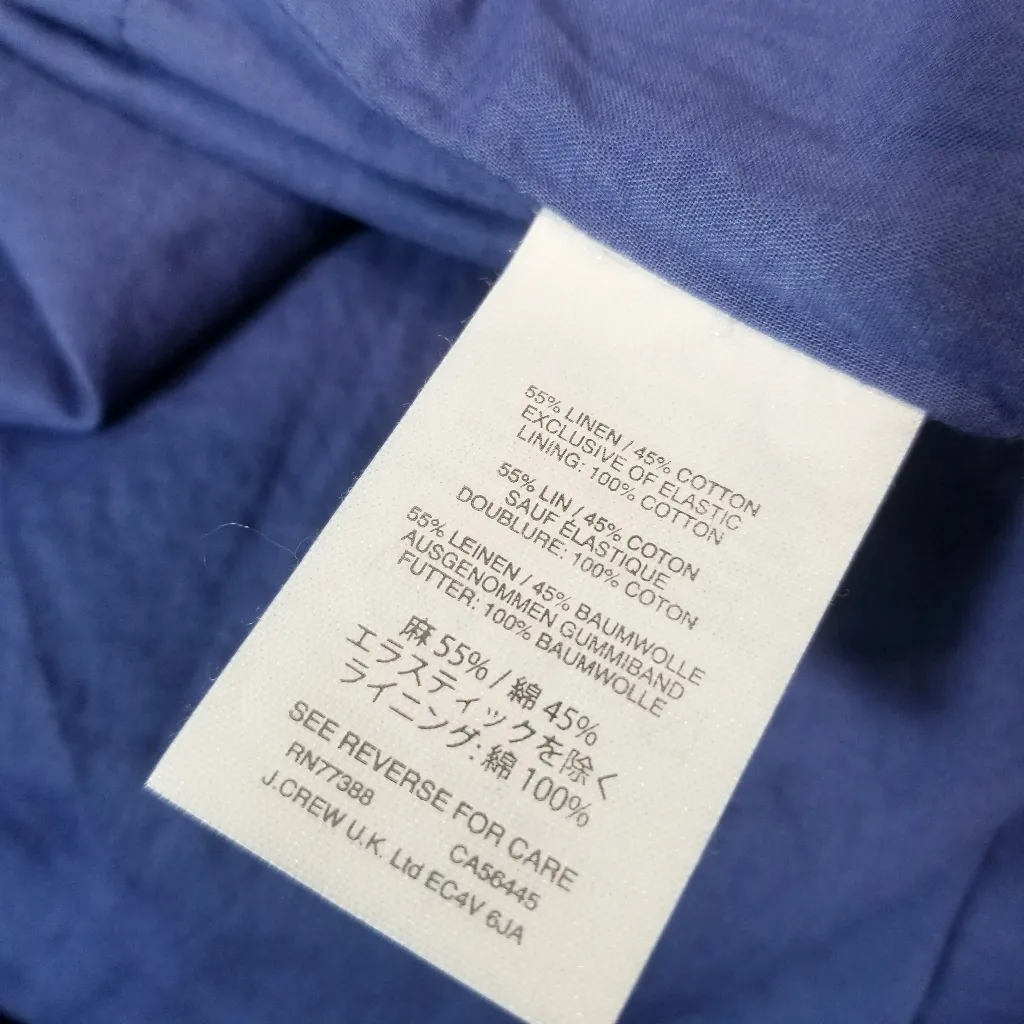 55% LINEN / 45% COTTON
EXCLUSIVE OF ELASTIC
LINING: 100% COTTON
55% LIN / 45% COTON
SAUF ÉLASTIQUE
DOUBLURE: 100% COTON
55% LEINEN / 45% BAUMWOLLE
AUSGENOMMEN GUMMIBAND
FUTTER: 100% BAUMWOLLE
麻 55% / 綿 45%
エラスティックを除く
ライニング: 綿 100%
SEE REVERSE FOR CARE
RN77388 CA56445
J.CREW U.K. Ltd EC4V 6JA